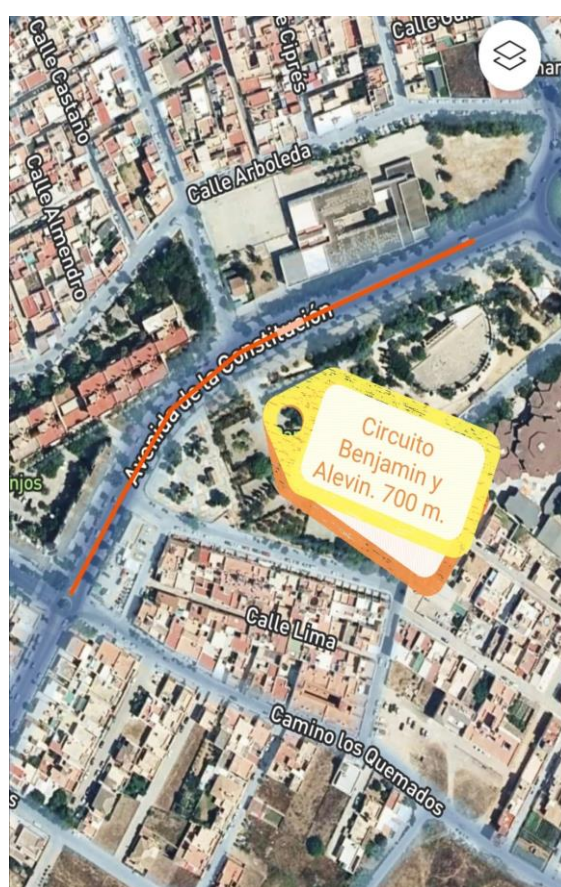 Calle Castaño
Calle Almendro
Calle Arboleda
Avenida de la Constitución
Circuito
Benjamin y
Alevin. 700 m.
njos
Calle Lima
Camino los Quemados